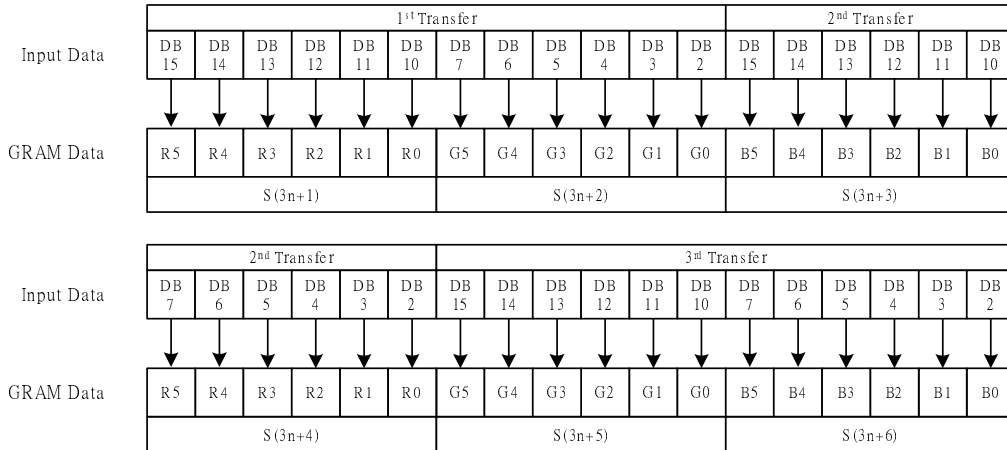 1st Transfer 2nd Transfer
Input Data DB 15 DB 14 DB 13 DB 12 DB 11 DB 10 DB 7 DB 6 DB 5 DB 4 DB 3 DB 2 DB 15 DB 14 DB 13 DB 12 DB 11 DB 10
GRAM Data R5 R4 R3 R2 R1 R0 G5 G4 G3 G2 G1 G0 B5 B4 B3 B2 B1 B0
S(3n+1) S(3n+2) S(3n+3)
2nd Transfer 3rd Transfer
Input Data DB 7 DB 6 DB 5 DB 4 DB 3 DB 2 DB 15 DB 14 DB 13 DB 12 DB 11 DB 10 DB 7 DB 6 DB 5 DB 4 DB 3 DB 2
GRAM Data R5 R4 R3 R2 R1 R0 G5 G4 G3 G2 G1 G0 B5 B4 B3 B2 B1 B0
S(3n+4) S(3n+5) S(3n+6)